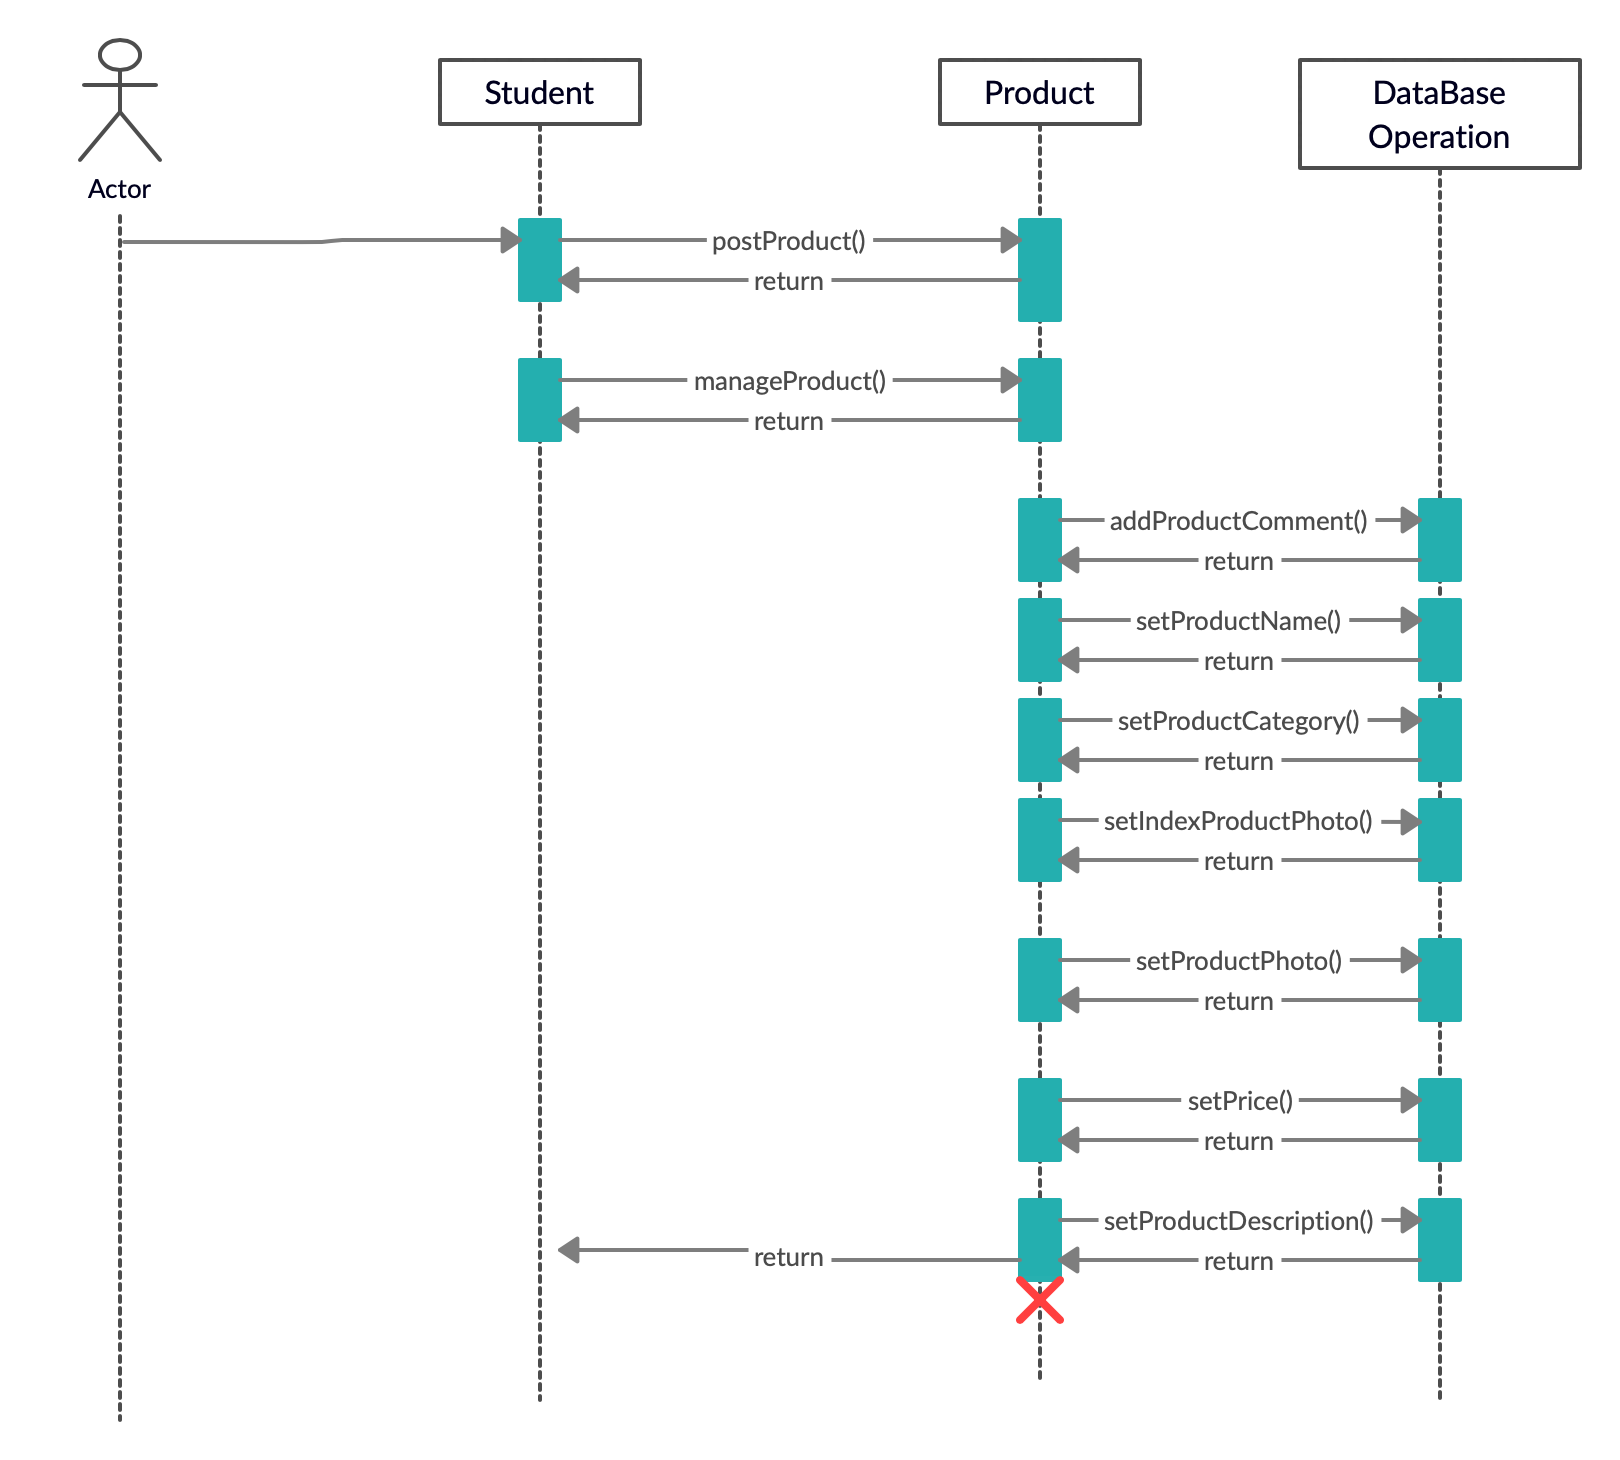 Student
Product
DataBase
Operation
Actor
postProduct()
return
manageProduct()
return
addProductComment()
return
setProductName()
return
setProductCategory()
return
setIndexProductPhoto()
return
setProductPhoto()
return
setPrice()
return
setProductDescription()
return
return